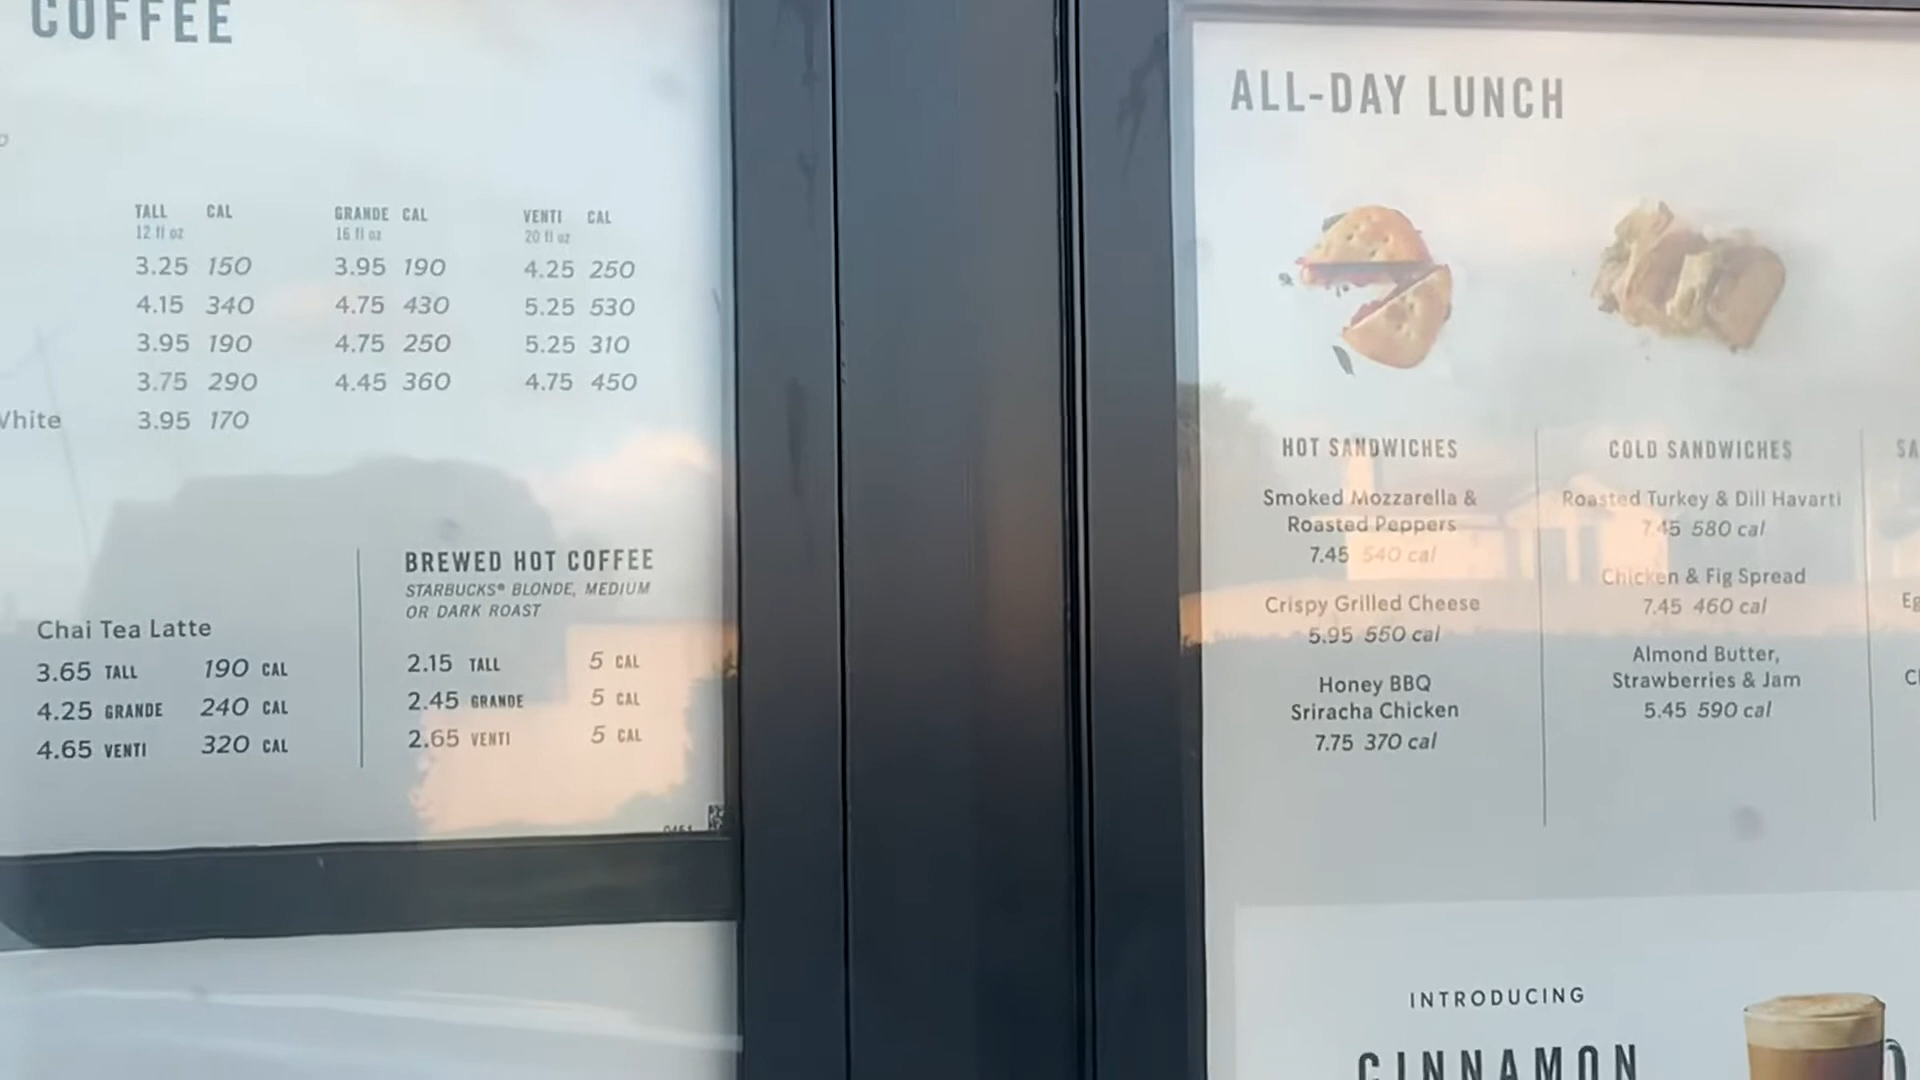 COFFEE
TALL CAL GRANDE CAL VENTI CAL
12 fl oz 16 fl oz 20 fl oz
3.25 150 3.95 190 4.25 250
4.15 340 4.75 430 5.25 530
3.95 190 4.75 250 5.25 310
3.75 290 4.45 360 4.75 450
White 3.95 170
Chai Tea Latte
3.65 TALL 190 CAL
4.25 GRANDE 240 CAL
4.65 VENTI 320 CAL
BREWED HOT COFFEE
STARBUCKS® BLONDE, MEDIUM
OR DARK ROAST
2.15 TALL 5 CAL
2.45 GRANDE 5 CAL
2.65 VENTI 5 CAL
ALL-DAY LUNCH
HOT SANDWICHES
Smoked Mozzarella &
Roasted Peppers
7.45 540 cal
Crispy Grilled Cheese
5.95 550 cal
Honey BBQ
Sriracha Chicken
7.75 370 cal
COLD SANDWICHES
Roasted Turkey & Dill Havarti
7.45 580 cal
Chicken & Fig Spread
7.45 460 cal
Almond Butter,
Strawberries & Jam
5.45 590 cal
SA
Eg
INTRODUCING
CINNAMON